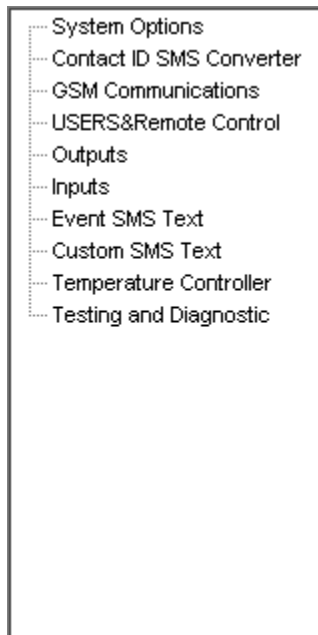 System Options
Contact ID SMS Converter
GSM Communications
USERS&Remote Control
Outputs
Inputs
Event SMS Text
Custom SMS Text
Temperature Controller
Testing and Diagnostic